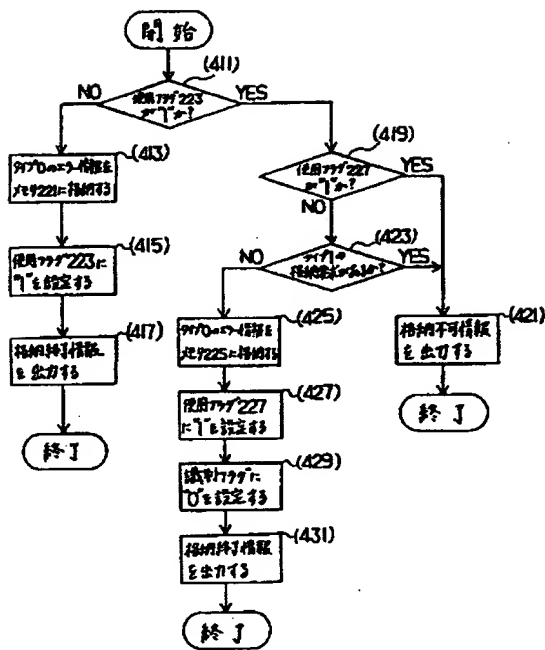 開始
(411)
使用フラグ223
が"1"か?
NO
YES
(413)
タイプ0のエラー情報を
メモリ221に格納する
(415)
使用フラグ223に
"1"を設定する
(417)
格納終了情報
を出力する
終了
(419)
使用フラグ227
が"1"か?
YES
NO
(423)
タイプ1の
格納要求があるか?
NO
YES
(421)
格納不可情報
を出力する
終了
(425)
タイプ0のエラー情報を
メモリ225に格納する
(427)
使用フラグ227
に"1"を設定する
(429)
識別フラグに
"0"を設定する
(431)
格納終了情報
を出力する
終了